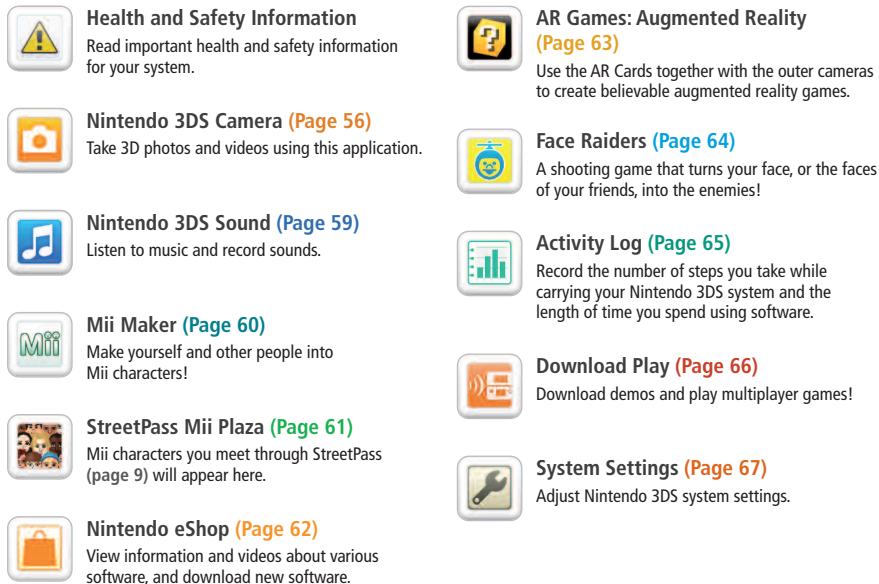 Health and Safety Information
Read important health and safety information
for your system.
Nintendo 3DS Camera (Page 56)
Take 3D photos and videos using this application.
Nintendo 3DS Sound (Page 59)
Listen to music and record sounds.
Mii
Mii Maker (Page 60)
Make yourself and other people into
Mii characters!
StreetPass Mii Plaza (Page 61)
Mii characters you meet through StreetPass
(page 9) will appear here.
Nintendo eShop (Page 62)
View information and videos about various
software, and download new software.
?
AR Games: Augmented Reality
(Page 63)
Use the AR Cards together with the outer cameras
to create believable augmented reality games.
Face Raiders (Page 64)
A shooting game that turns your face, or the faces
of your friends, into the enemies!
Activity Log (Page 65)
Record the number of steps you take while
carrying your Nintendo 3DS system and the
length of time you spend using software.
Download Play (Page 66)
Download demos and play multiplayer games!
System Settings (Page 67)
Adjust Nintendo 3DS system settings.